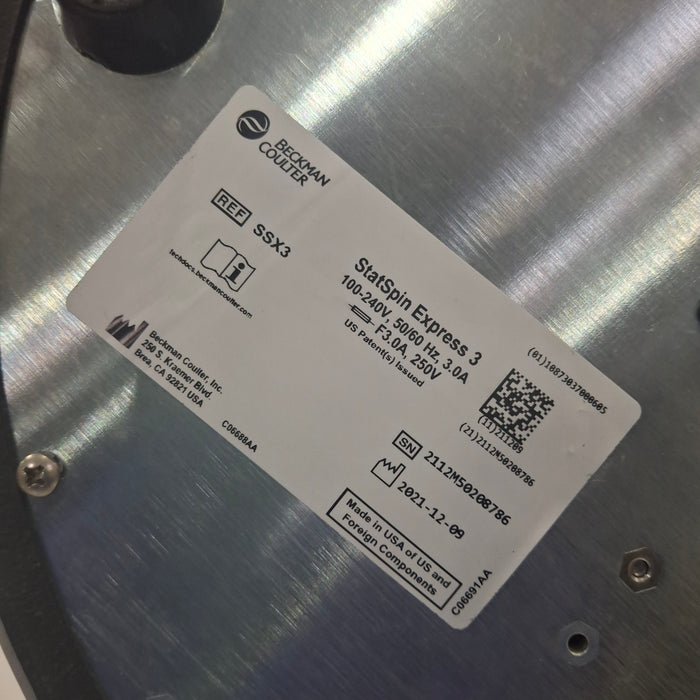 BECKMAN
COULTER
REF SSX3
techdocs.beckmancoulter.com
StatSpin Express 3
100-240V, 50/60 Hz, 3.0A
F3.0A, 250V
US Patent(s) Issued
Beckman Coulter, Inc.
250 S. Kraemer Blvd.
Brea, CA 92821 USA
C06688AA
(01)10873037000605
(11)211209
(21)2112M50208786
SN 2112M50208786
2021-12-09
Made in USA of US and
Foreign Components
C06691AA